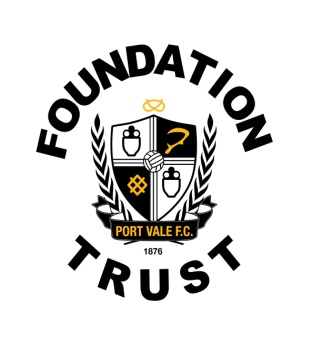 FOUNDATION
PORT VALE F.C.
1876
TRUST